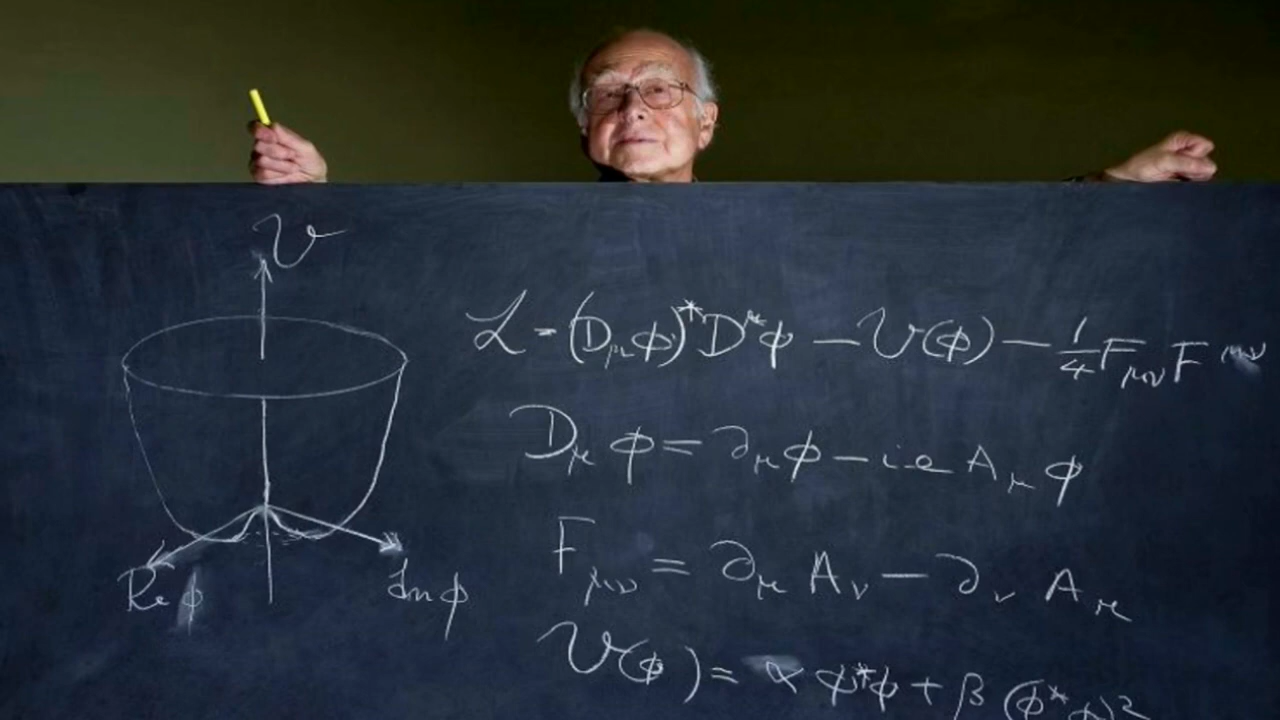 V
ℒ = (D_μ ϕ)^* D^μ ϕ − V(ϕ) − 1/4 F_μν F^μν
D_μ ϕ = ∂_μ ϕ − i e A_μ ϕ
F_μν = ∂_μ A_ν − ∂_ν A_μ
Re ϕ Im ϕ
V(ϕ) = α ϕ^*ϕ + β (ϕ^*ϕ)^2